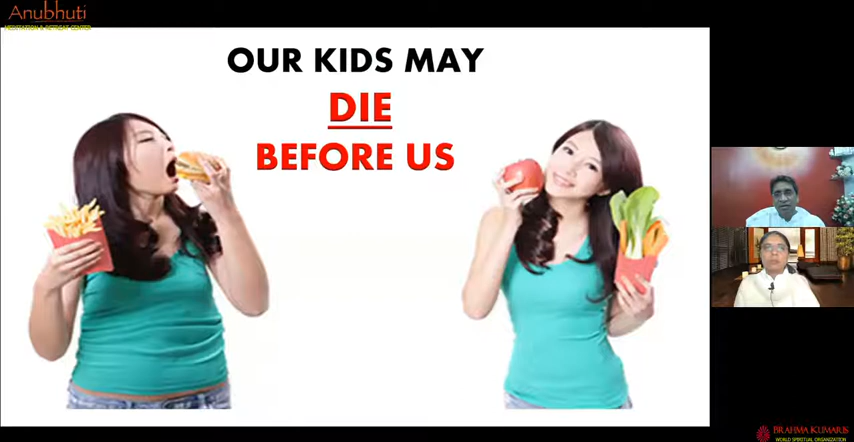 Anubhuti
MEDITATION & RETREAT CENTER
OUR KIDS MAY
DIE
BEFORE US
BRAHMA KUMARIS
WORLD SPIRITUAL ORGANIZATION